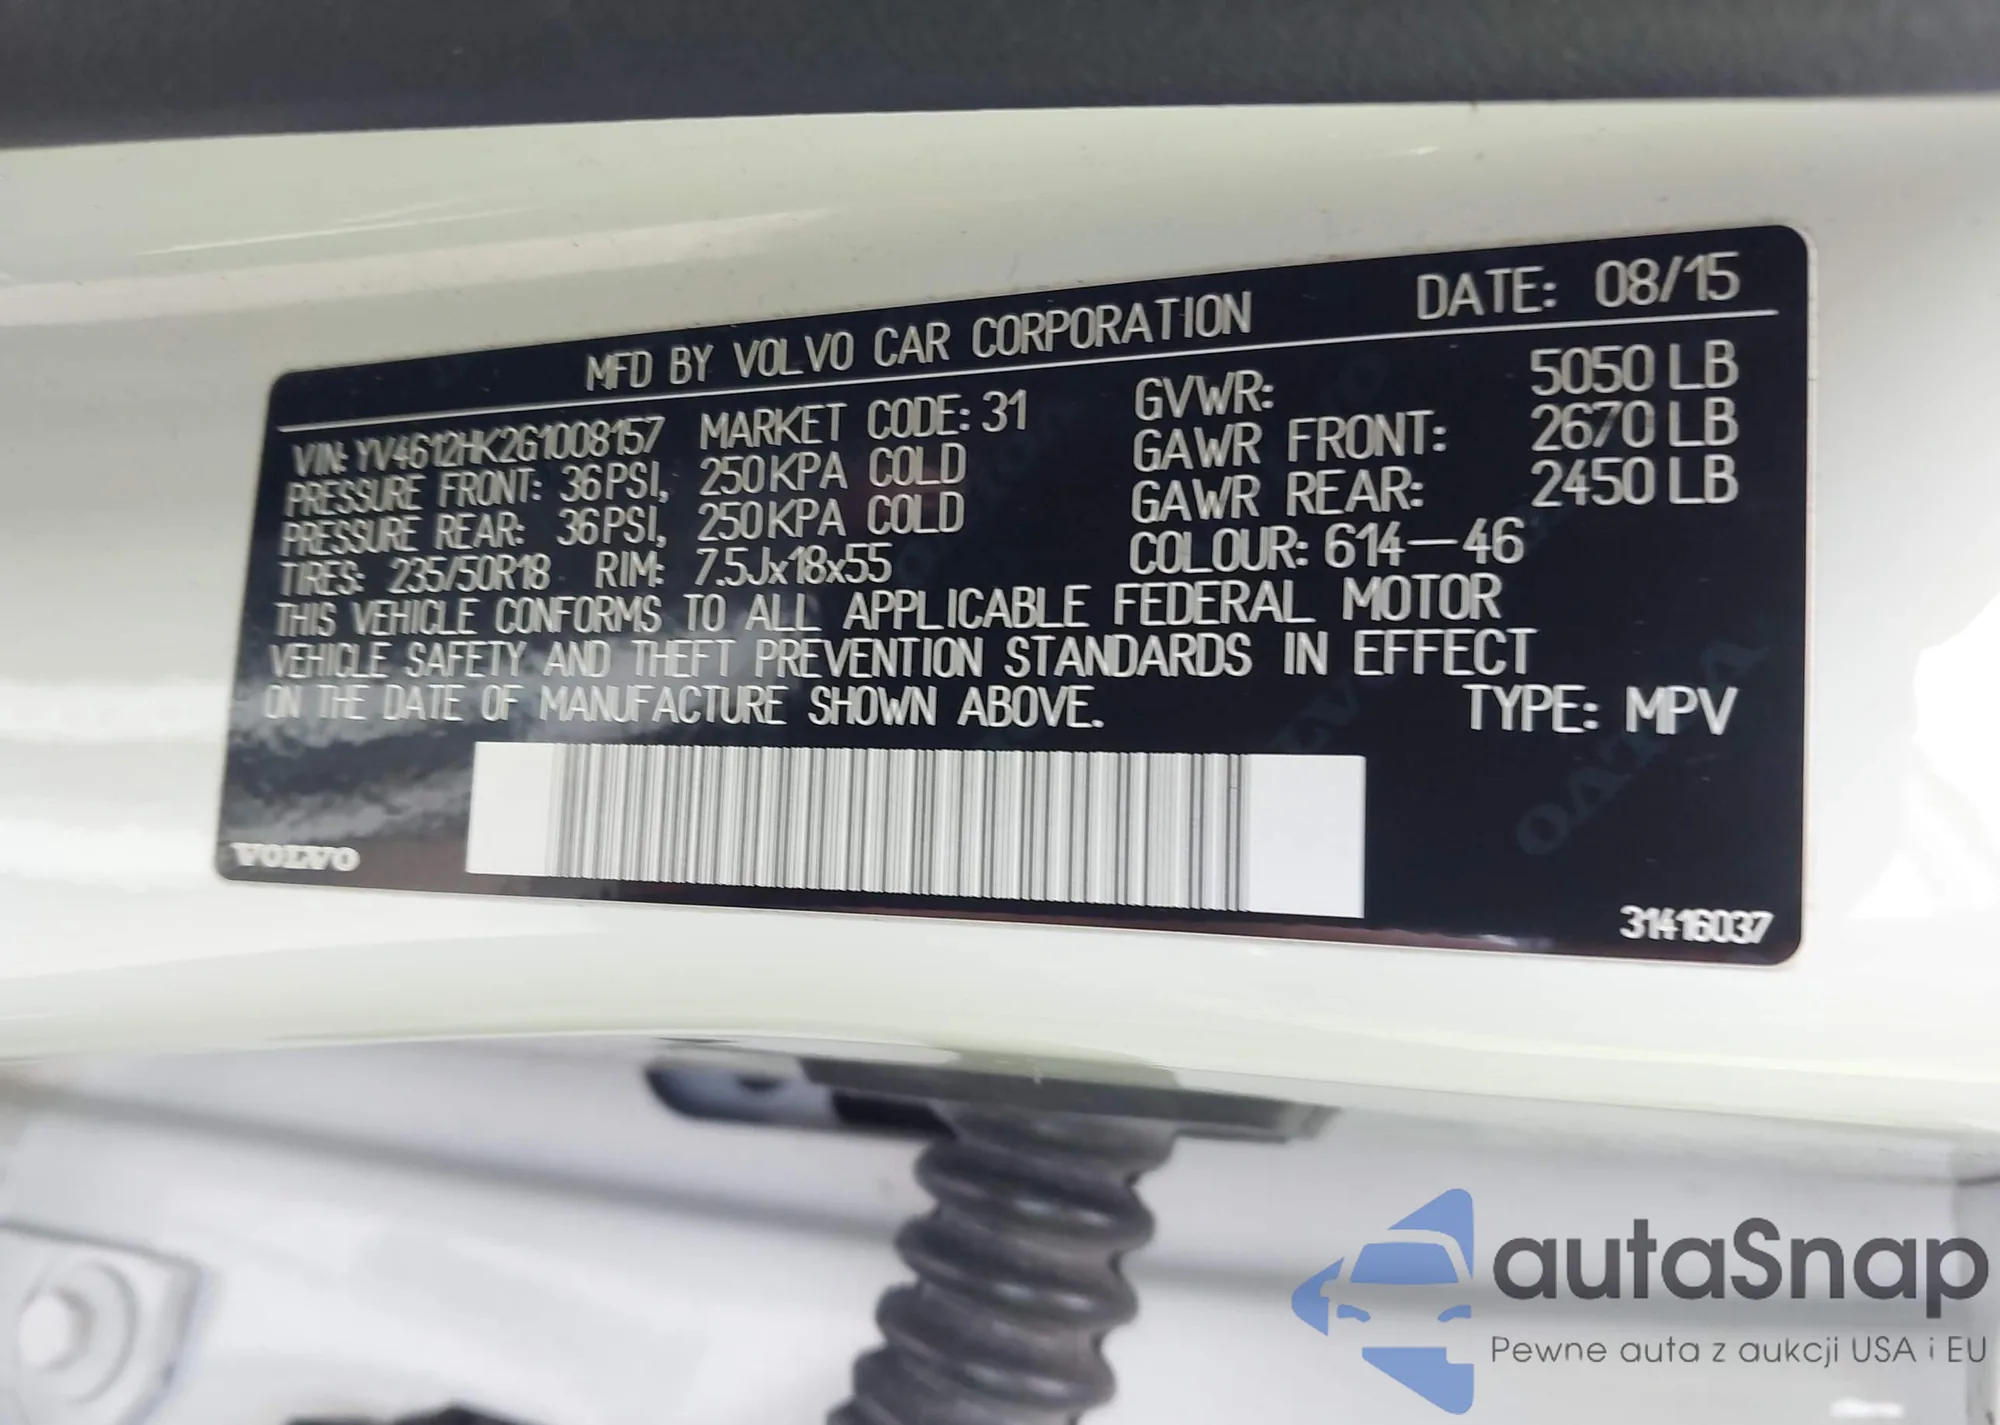 MFD BY VOLVO CAR CORPORATION DATE: 08/15
VIN: YV4612HK2G1008157 MARKET CODE: 31 GVWR: 5050 LB
PRESSURE FRONT: 36PSI, 250KPA COLD GAWR FRONT: 2670 LB
PRESSURE REAR: 36PSI, 250KPA COLD GAWR REAR: 2450 LB
TIRES: 235/50R18 RIM: 7.5Jx18x55 COLOUR: 614-46
THIS VEHICLE CONFORMS TO ALL APPLICABLE FEDERAL MOTOR
VEHICLE SAFETY AND THEFT PREVENTION STANDARDS IN EFFECT
ON THE DATE OF MANUFACTURE SHOWN ABOVE. TYPE: MPV
VOLVO
31416037
autaSnap
Pewne auta z aukcji USA i EU